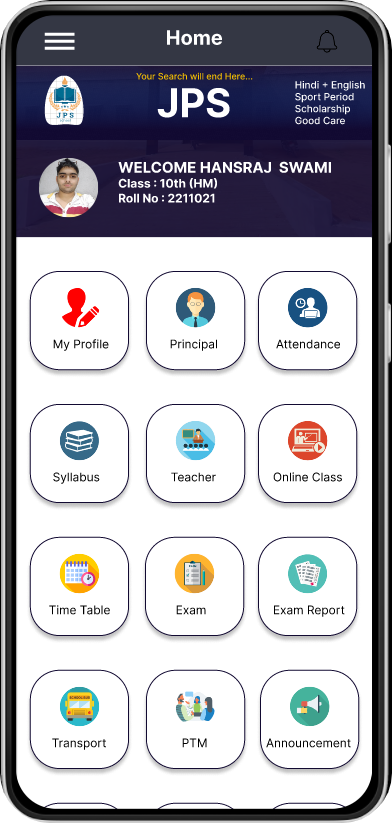 Home
Your Search will end Here...
JPS
Hindi + English
Sport Period
Scholarship
Good Care
J P S
WELCOME HANSRAJ SWAMI
Class : 10th (HM)
Roll No : 2211021
My Profile
Principal
Attendance
Syllabus
Teacher
Online Class
Time Table
Exam
Exam Report
Transport
PTM
Announcement